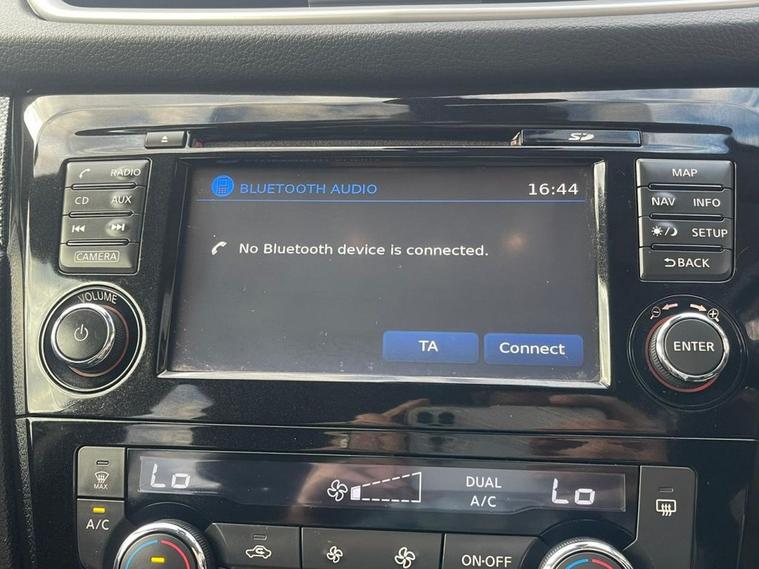 SD
RADIO
CD AUX
CAMERA
VOLUME
BLUETOOTH AUDIO 16:44
No Bluetooth device is connected.
TA Connect
MAP
NAV INFO
SETUP
BACK
ENTER
MAX
A/C
Lo
DUAL
A/C
Lo
ON·OFF